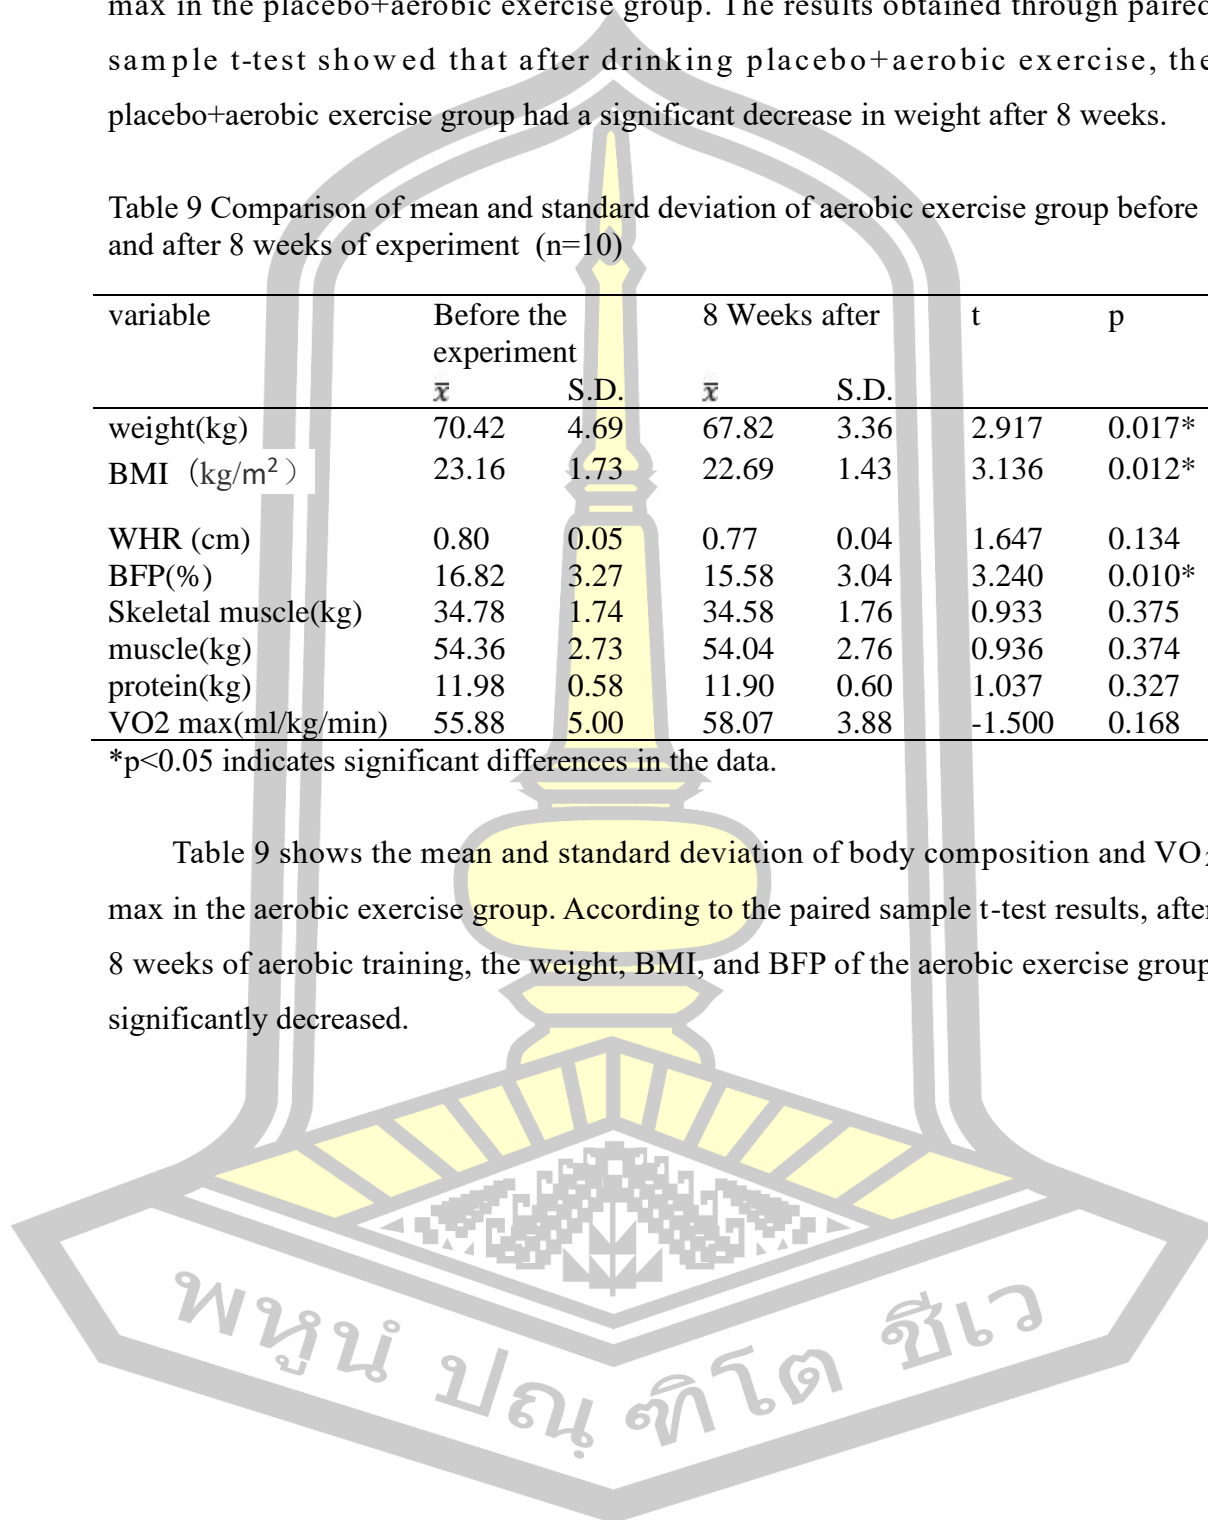 max in the placebo+aerobic exercise group. The results obtained through paired
sample t-test showed that after drinking placebo+aerobic exercise, the
placebo+aerobic exercise group had a significant decrease in weight after 8 weeks.
Table 9 Comparison of mean and standard deviation of aerobic exercise group before
and after 8 weeks of experiment (n=10)
variable Before the 8 Weeks after t p
experiment
x̄ S.D. x̄ S.D.
weight(kg) 70.42 4.69 67.82 3.36 2.917 0.017*
BMI（kg/m²） 23.16 1.73 22.69 1.43 3.136 0.012*
WHR (cm) 0.80 0.05 0.77 0.04 1.647 0.134
BFP(%) 16.82 3.27 15.58 3.04 3.240 0.010*
Skeletal muscle(kg) 34.78 1.74 34.58 1.76 0.933 0.375
muscle(kg) 54.36 2.73 54.04 2.76 0.936 0.374
protein(kg) 11.98 0.58 11.90 0.60 1.037 0.327
VO2 max(ml/kg/min) 55.88 5.00 58.07 3.88 -1.500 0.168
*p<0.05 indicates significant differences in the data.
Table 9 shows the mean and standard deviation of body composition and VO₂
max in the aerobic exercise group. According to the paired sample t-test results, after
8 weeks of aerobic training, the weight, BMI, and BFP of the aerobic exercise group
significantly decreased.
พหูนํ ปณฺฑิโต ชีเว